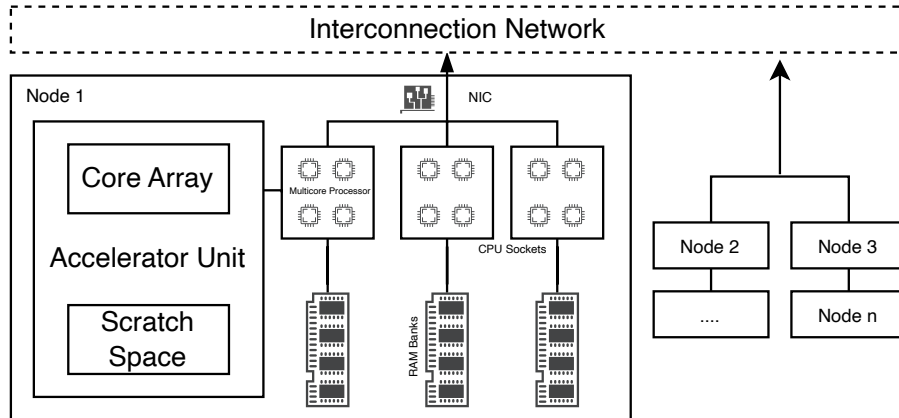 Interconnection Network
Node 1
NIC
Core Array
Multicore Processor
Accelerator Unit
CPU Sockets
Scratch
Space
RAM Banks
Node 2
Node 3
....
Node n